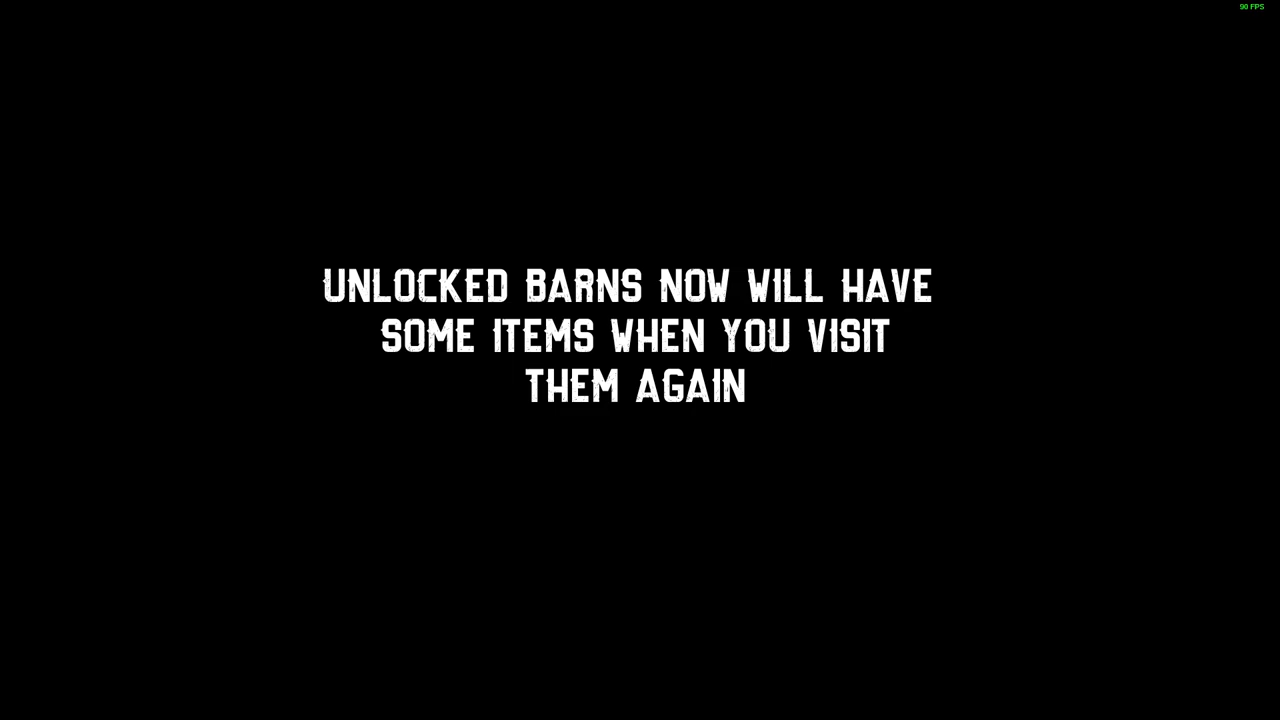 90 FPS
UNLOCKED BARNS NOW WILL HAVE
SOME ITEMS WHEN YOU VISIT
THEM AGAIN